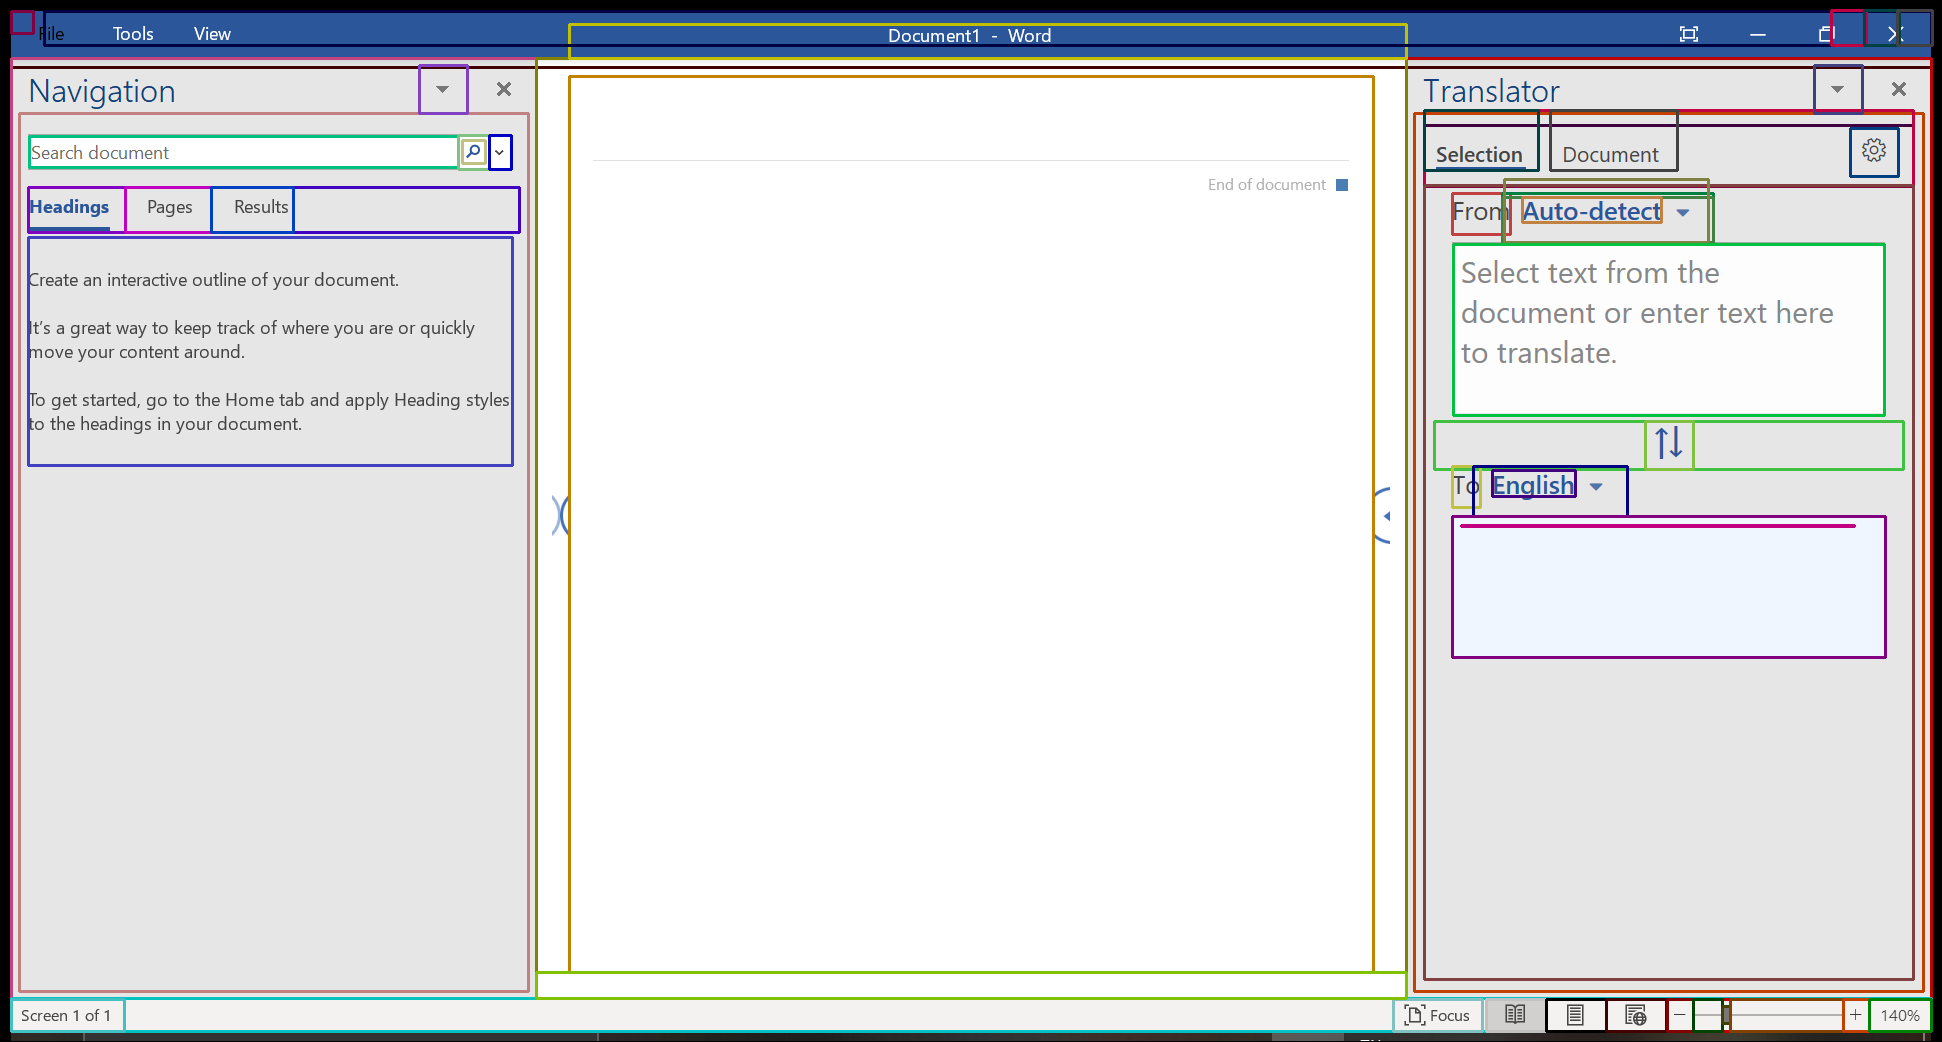 File Tools View Document1 - Word
Navigation
Search document
Headings Pages Results
Create an interactive outline of your document.
It's a great way to keep track of where you are or quickly
move your content around.
To get started, go to the Home tab and apply Heading styles
to the headings in your document.
End of document
Translator
Selection Document
From Auto-detect
Select text from the
document or enter text here
to translate.
To English
Screen 1 of 1 Focus 140%